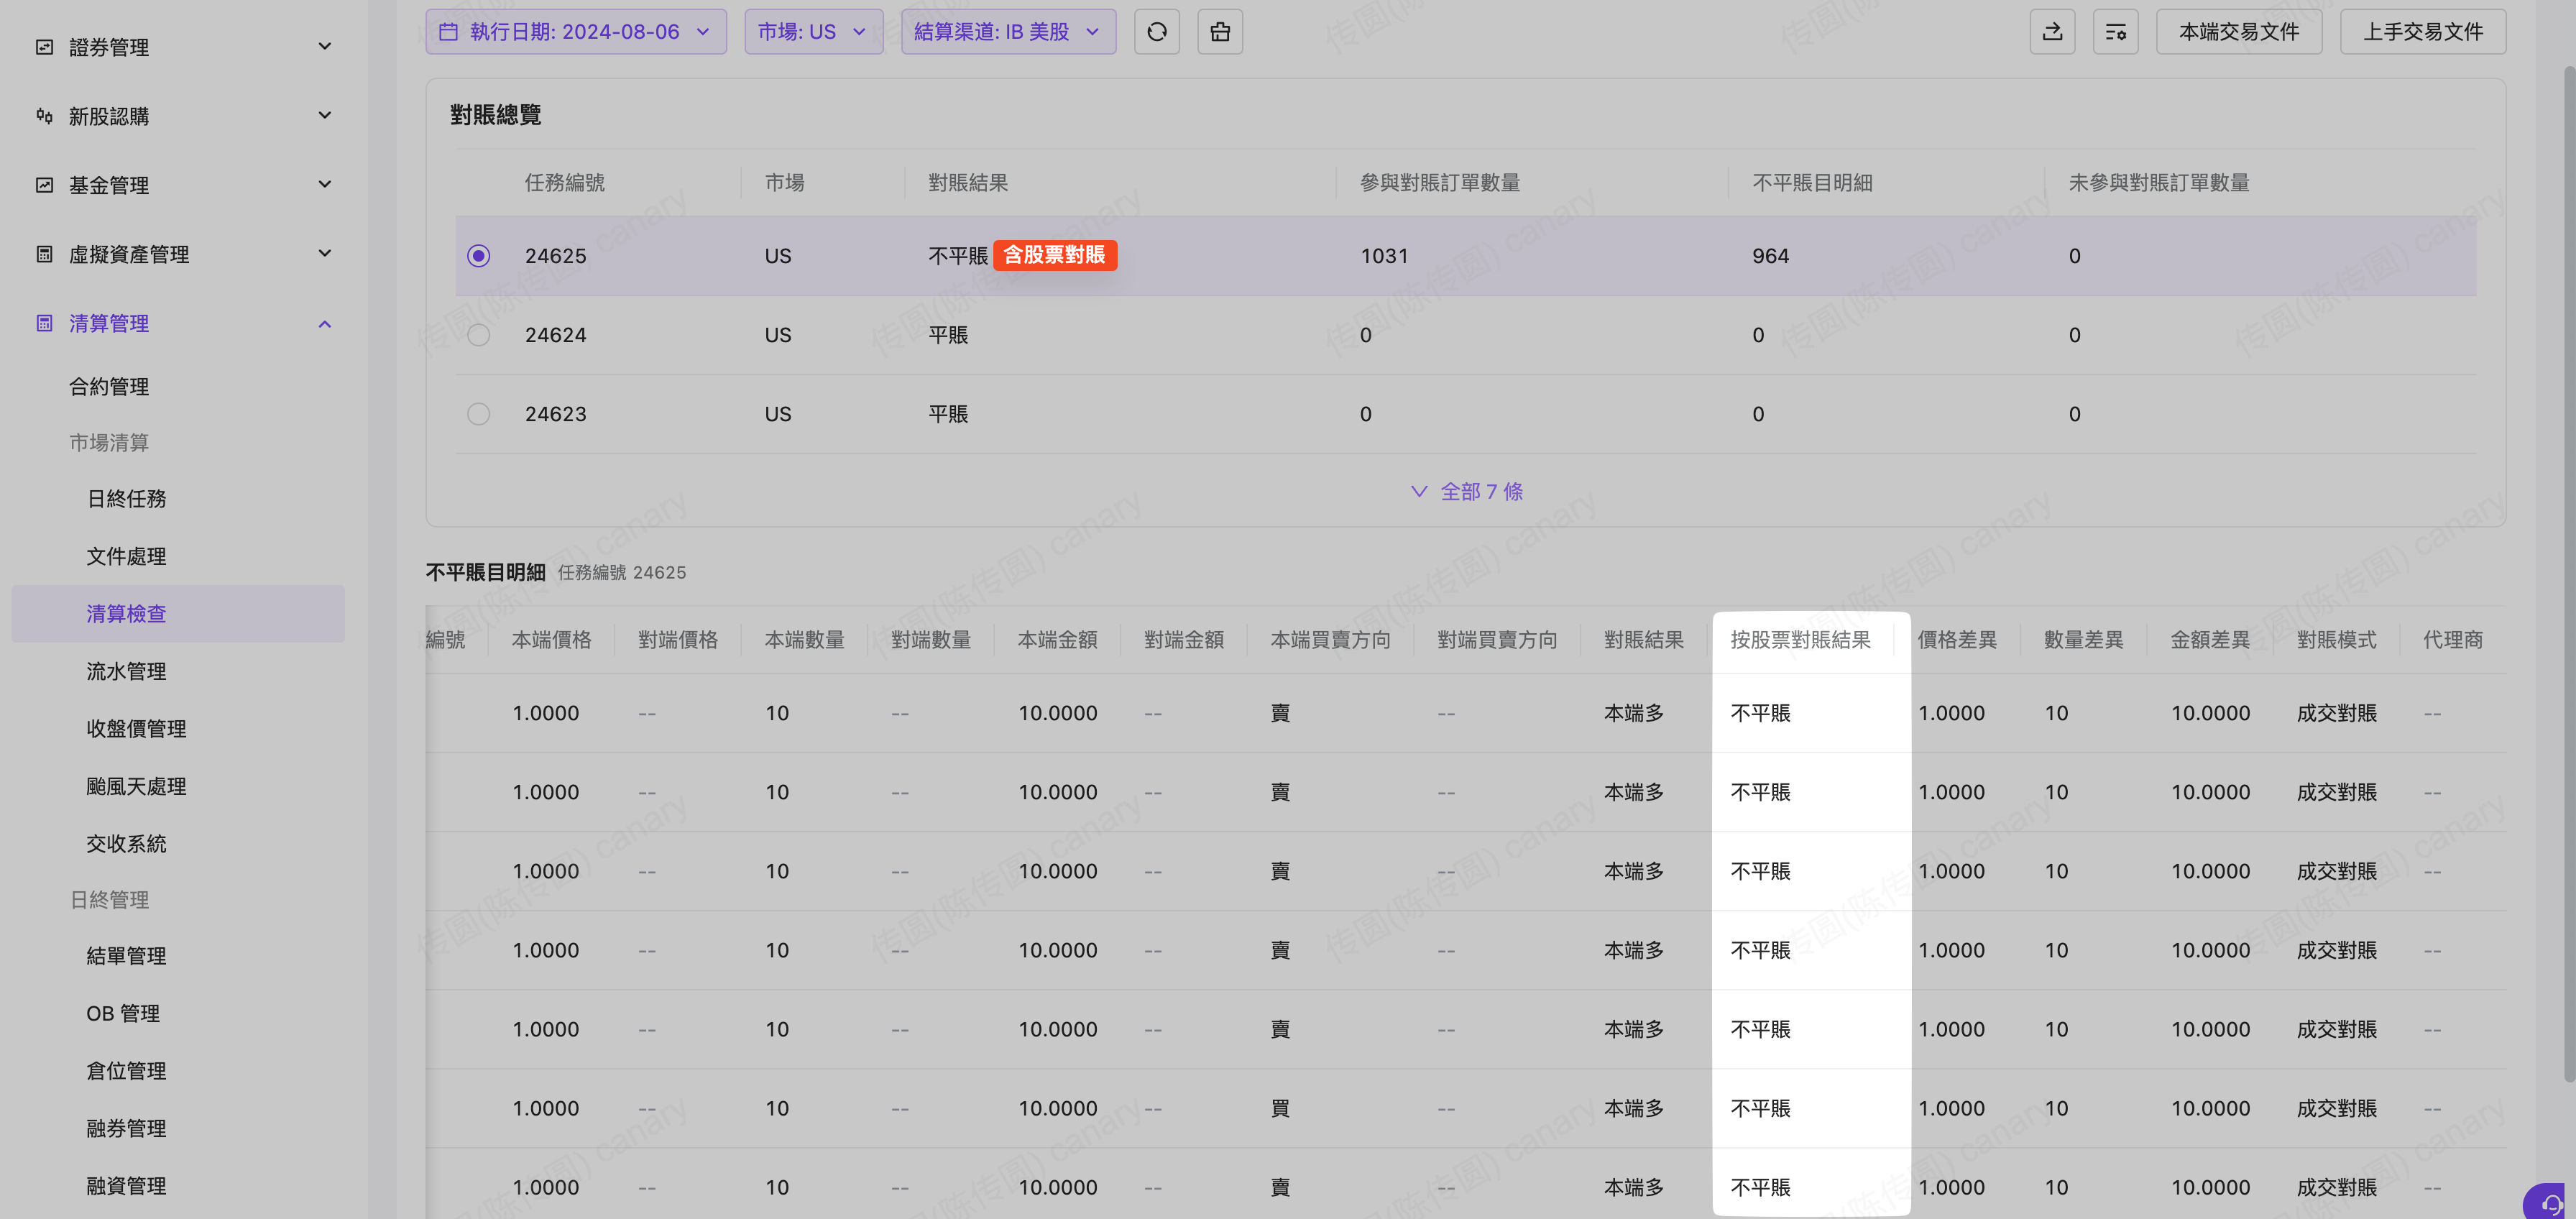 證券管理
新股認購
基金管理
虛擬資產管理
清算管理
合約管理
市場清算
日終任務
文件處理
清算檢查
流水管理
收盤價管理
颱風天處理
交收系統
日終管理
結單管理
OB 管理
倉位管理
融券管理
融資管理
執行日期: 2024-08-06 市場: US 結算渠道: IB 美股 本端交易文件 上手交易文件
對賬總覽
任務編號 市場 對賬結果 參與對賬訂單數量 不平賬目明細 未參與對賬訂單數量
24625 US 不平賬 含股票對賬 1031 964 0
24624 US 平賬 0 0 0
24623 US 平賬 0 0 0
全部 7 條
不平賬目明細 任務編號 24625
編號 本端價格 對端價格 本端數量 對端數量 本端金額 對端金額 本端買賣方向 對端買賣方向 對賬結果 按股票對賬結果 價格差異 數量差異 金額差異 對賬模式 代理商
1.0000 -- 10 -- 10.0000 -- 賣 -- 本端多 不平賬 1.0000 10 10.0000 成交對賬 --
1.0000 -- 10 -- 10.0000 -- 賣 -- 本端多 不平賬 1.0000 10 10.0000 成交對賬 --
1.0000 -- 10 -- 10.0000 -- 賣 -- 本端多 不平賬 1.0000 10 10.0000 成交對賬 --
1.0000 -- 10 -- 10.0000 -- 賣 -- 本端多 不平賬 1.0000 10 10.0000 成交對賬 --
1.0000 -- 10 -- 10.0000 -- 賣 -- 本端多 不平賬 1.0000 10 10.0000 成交對賬 --
1.0000 -- 10 -- 10.0000 -- 買 -- 本端多 不平賬 1.0000 10 10.0000 成交對賬 --
1.0000 -- 10 -- 10.0000 -- 賣 -- 本端多 不平賬 1.0000 10 10.0000 成交對賬 --
传圆(陈传圆) canary